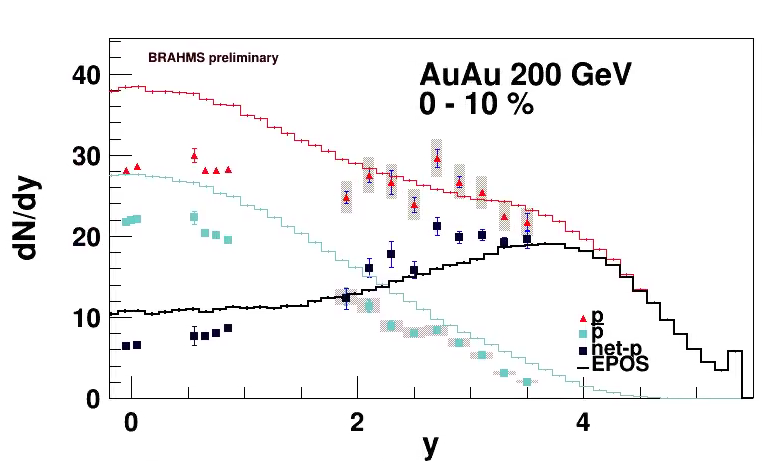 BRAHMS preliminary
AuAu 200 GeV
0 - 10 %
40
30
20
10
0
dN/dy
p
p̄
net-p
EPOS
0
2
4
y